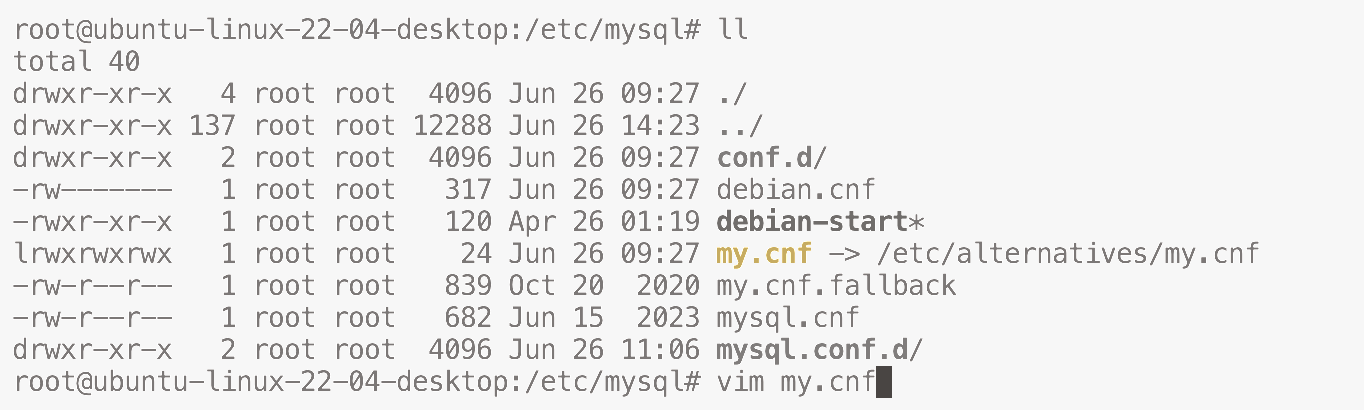 root@ubuntu-linux-22-04-desktop:/etc/mysql# ll
total 40
drwxr-xr-x   4 root root  4096 Jun 26 09:27 ./
drwxr-xr-x 137 root root 12288 Jun 26 14:23 ../
drwxr-xr-x   2 root root  4096 Jun 26 09:27 conf.d/
-rw-------   1 root root   317 Jun 26 09:27 debian.cnf
-rwxr-xr-x   1 root root   120 Apr 26 01:19 debian-start*
lrwxrwxrwx   1 root root    24 Jun 26 09:27 my.cnf -> /etc/alternatives/my.cnf
-rw-r--r--   1 root root   839 Oct 20  2020 my.cnf.fallback
-rw-r--r--   1 root root   682 Jun 15  2023 mysql.cnf
drwxr-xr-x   2 root root  4096 Jun 26 11:06 mysql.conf.d/
root@ubuntu-linux-22-04-desktop:/etc/mysql# vim my.cnf